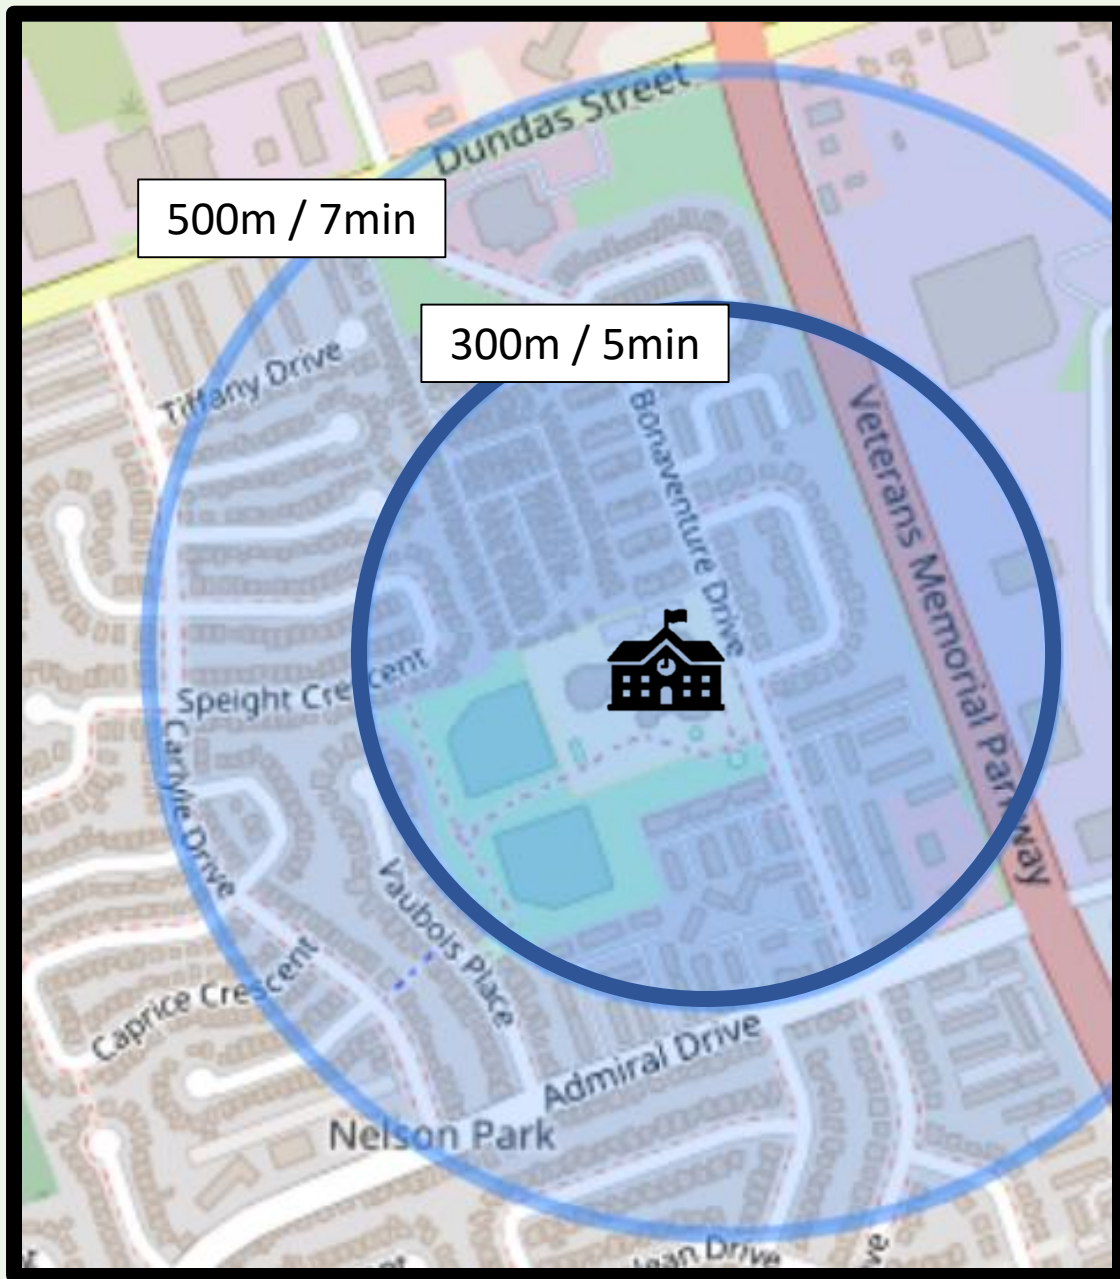 Dundas Street
500m / 7min
300m / 5min
Tiffany Drive
Bonaventure Drive
Veterans Memorial Parkway
Speight Crescent
Carlyle Drive
Vaubois Place
Caprice Crescent
Admiral Drive
Nelson Park
Drive